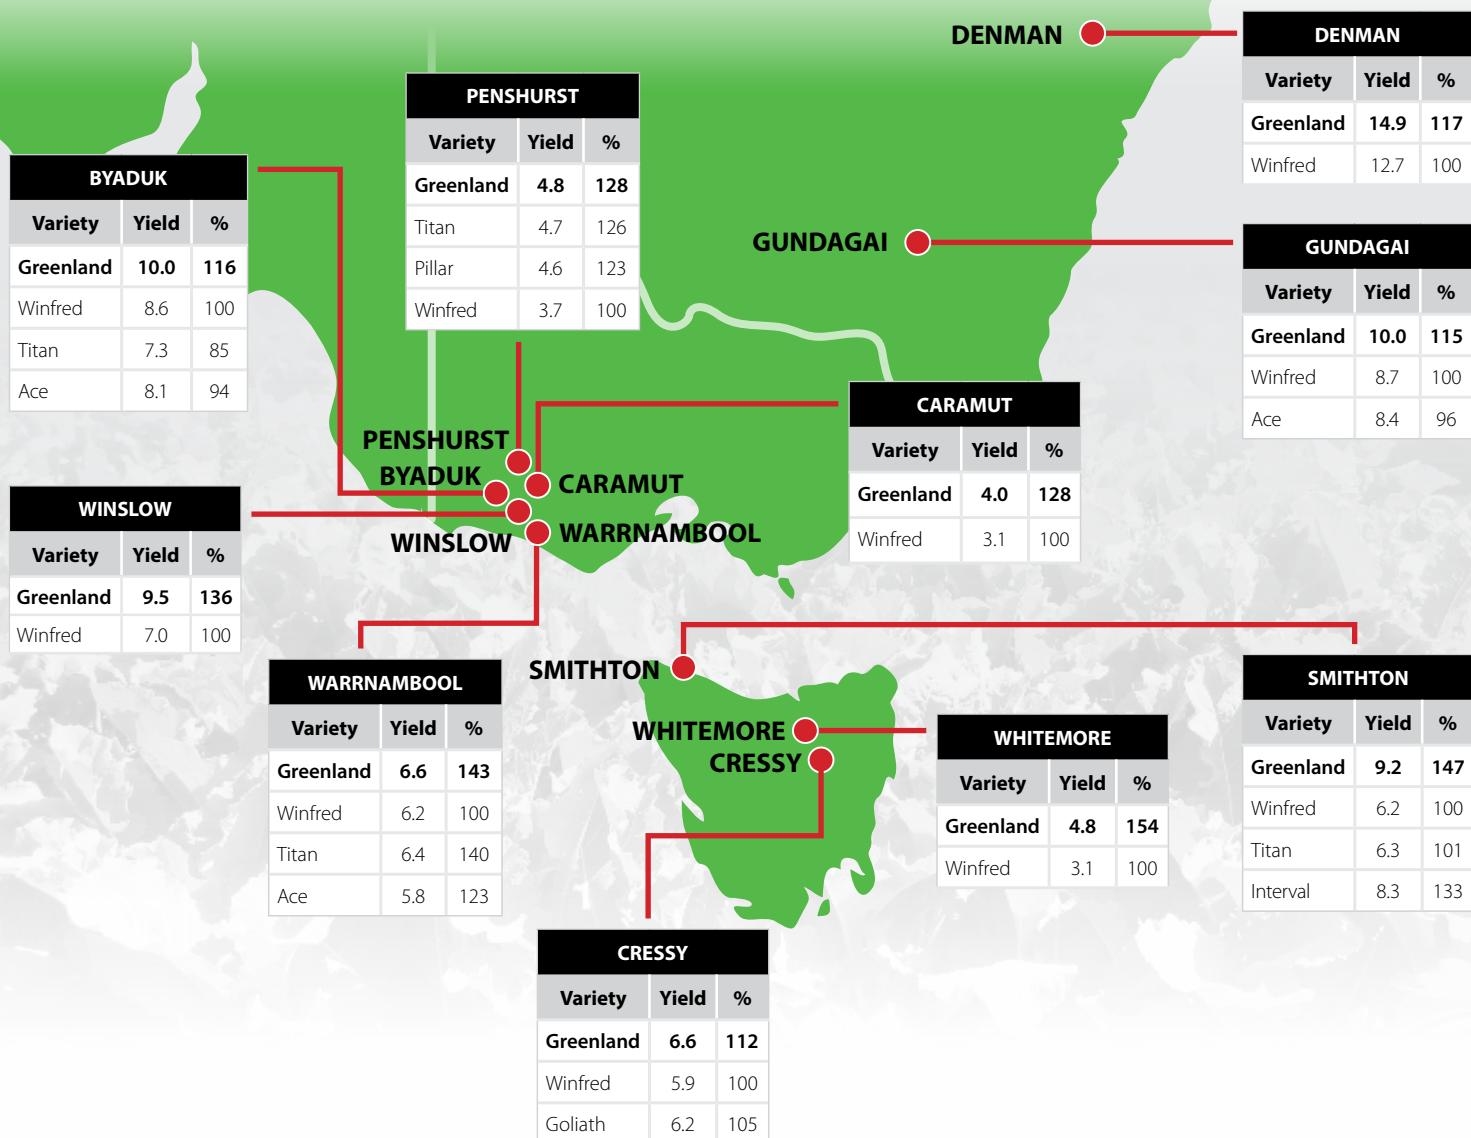 DENMAN
DENMAN
Variety Yield %
Greenland 14.9 117
Winfred 12.7 100
PENSHURST
Variety Yield %
Greenland 4.8 128
Titan 4.7 126
Pillar 4.6 123
Winfred 3.7 100
BYADUK
Variety Yield %
Greenland 10.0 116
Winfred 8.6 100
Titan 7.3 85
Ace 8.1 94
GUNDAGAI
GUNDAGAI
Variety Yield %
Greenland 10.0 115
Winfred 8.7 100
Ace 8.4 96
CARAMUT
Variety Yield %
Greenland 4.0 128
Winfred 3.1 100
PENSHURST
BYADUK
CARAMUT
WINSLOW
WARRNAMBOOL
WINSLOW
Variety Yield %
Greenland 9.5 136
Winfred 7.0 100
WARRNAMBOOL
Variety Yield %
Greenland 6.6 143
Winfred 6.2 100
Titan 6.4 140
Ace 5.8 123
SMITHTON
WHITEMORE
CRESSY
WHITEMORE
Variety Yield %
Greenland 4.8 154
Winfred 3.1 100
SMITHTON
Variety Yield %
Greenland 9.2 147
Winfred 6.2 100
Titan 6.3 101
Interval 8.3 133
CRESSY
Variety Yield %
Greenland 6.6 112
Winfred 5.9 100
Goliath 6.2 105